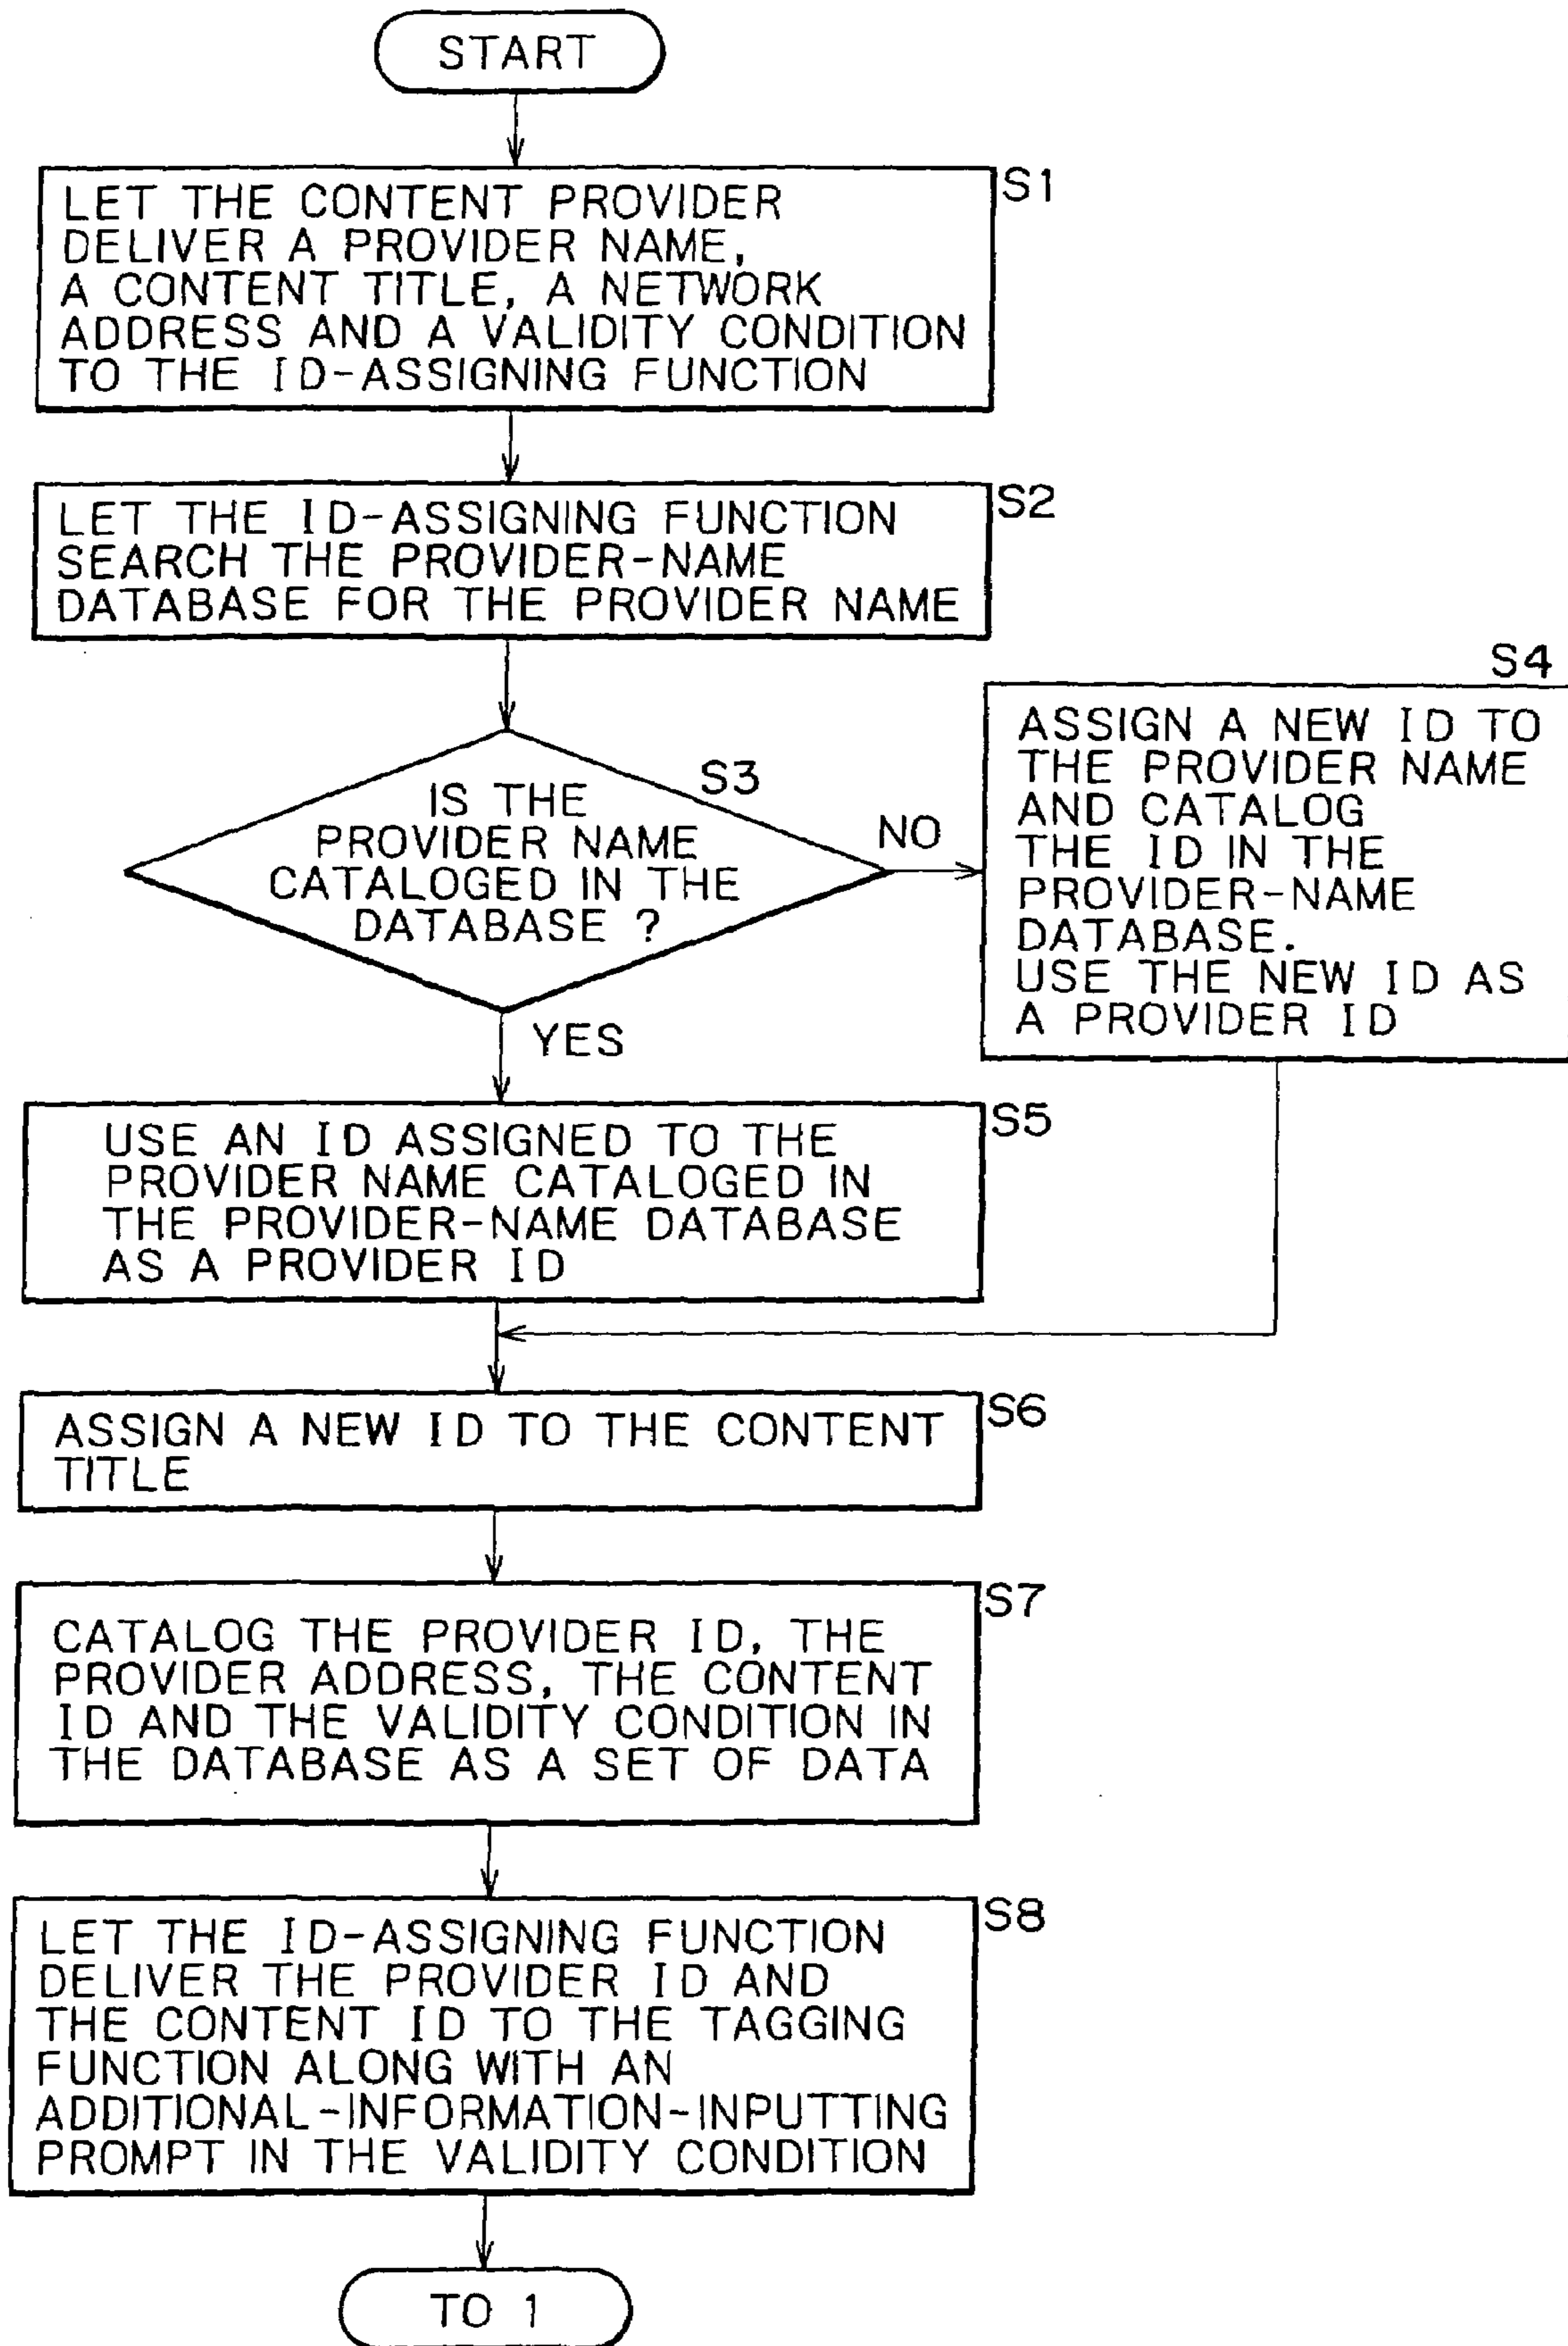 START
S1
LET THE CONTENT PROVIDER
DELIVER A PROVIDER NAME,
A CONTENT TITLE, A NETWORK
ADDRESS AND A VALIDITY CONDITION
TO THE ID-ASSIGNING FUNCTION
S2
LET THE ID-ASSIGNING FUNCTION
SEARCH THE PROVIDER-NAME
DATABASE FOR THE PROVIDER NAME
S3
IS THE
PROVIDER NAME
CATALOGED IN THE
DATABASE ?
NO
YES
S4
ASSIGN A NEW ID TO
THE PROVIDER NAME
AND CATALOG
THE ID IN THE
PROVIDER-NAME
DATABASE.
USE THE NEW ID AS
A PROVIDER ID
S5
USE AN ID ASSIGNED TO THE
PROVIDER NAME CATALOGED IN
THE PROVIDER-NAME DATABASE
AS A PROVIDER ID
S6
ASSIGN A NEW ID TO THE CONTENT
TITLE
S7
CATALOG THE PROVIDER ID, THE
PROVIDER ADDRESS, THE CONTENT
ID AND THE VALIDITY CONDITION IN
THE DATABASE AS A SET OF DATA
S8
LET THE ID-ASSIGNING FUNCTION
DELIVER THE PROVIDER ID AND
THE CONTENT ID TO THE TAGGING
FUNCTION ALONG WITH AN
ADDITIONAL-INFORMATION-INPUTTING
PROMPT IN THE VALIDITY CONDITION
TO 1